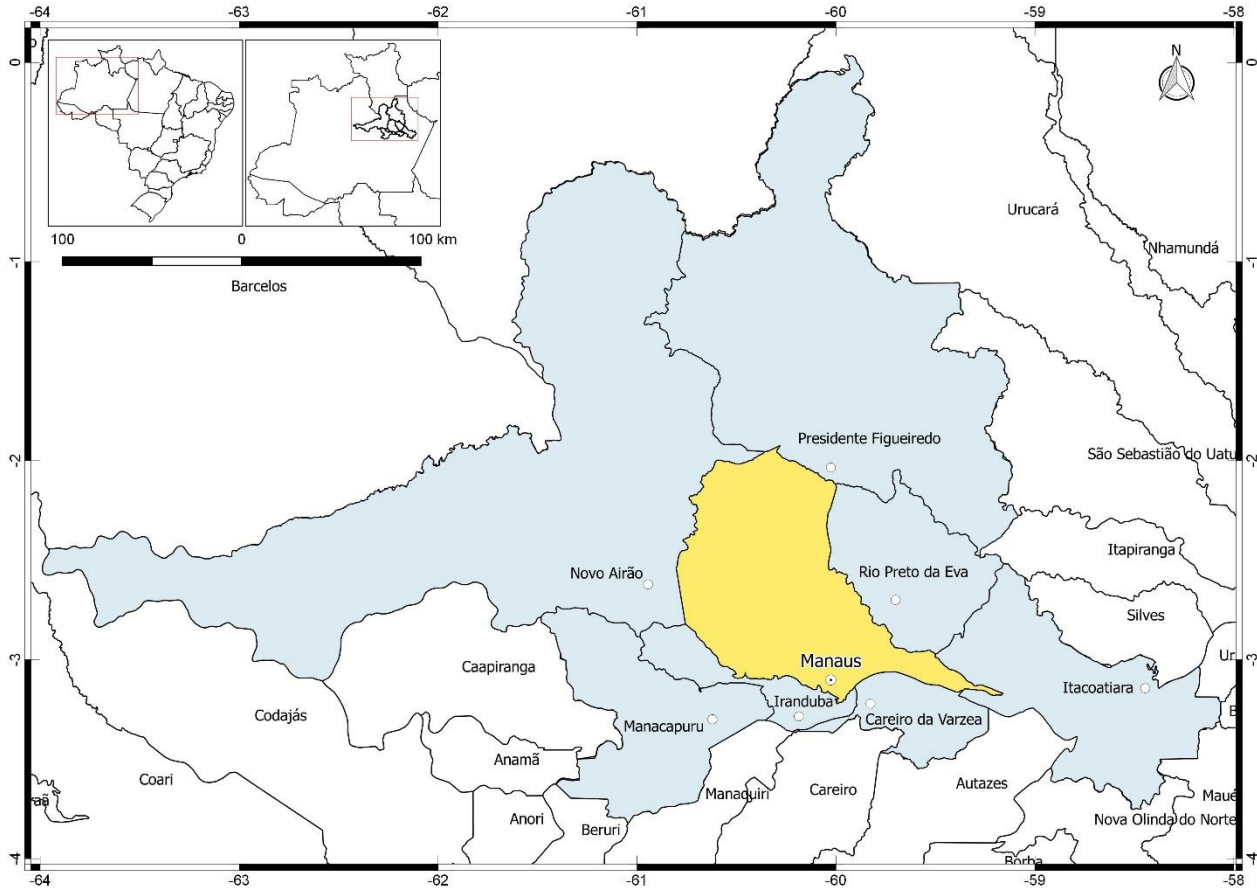 -64 -63 -62 -61 -60 -59 -58
0 0
N
100 0 100 km
Barcelos
Urucará
Nhamundá
-1 -1
Presidente Figueiredo
São Sebastião do Uatu
-2 -2
Itapiranga
Novo Airão
Rio Preto da Eva
Silves
-3 -3
Manaus
Caapiranga
Itacoatiara
Iranduba
Codajás
Manacapuru
Careiro da Varzea
Anamã
Coari
Autazes
Manaquiri
Careiro
Maué
Anori
Beruri
Nova Olinda do Norte
Borba
-4 -4
-64 -63 -62 -61 -60 -59 -58